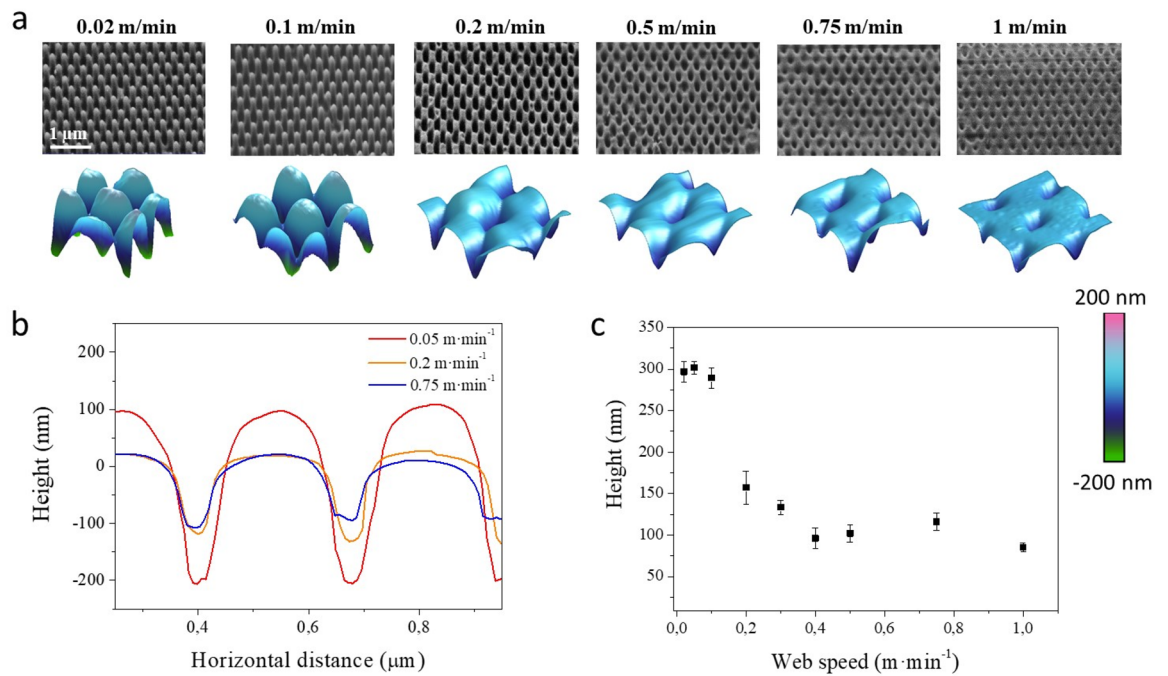 a
0.02 m/min 0.1 m/min 0.2 m/min 0.5 m/min 0.75 m/min 1 m/min
1 μm
b
200
100
0
-100
-200
Height (nm)
0.05 m·min⁻¹
0.2 m·min⁻¹
0.75 m·min⁻¹
0,4 0,6 0,8
Horizontal distance (μm)
c
350
300
250
200
150
100
50
Height (nm)
0,0 0,2 0,4 0,6 0,8 1,0
Web speed (m·min⁻¹)
200 nm
-200 nm